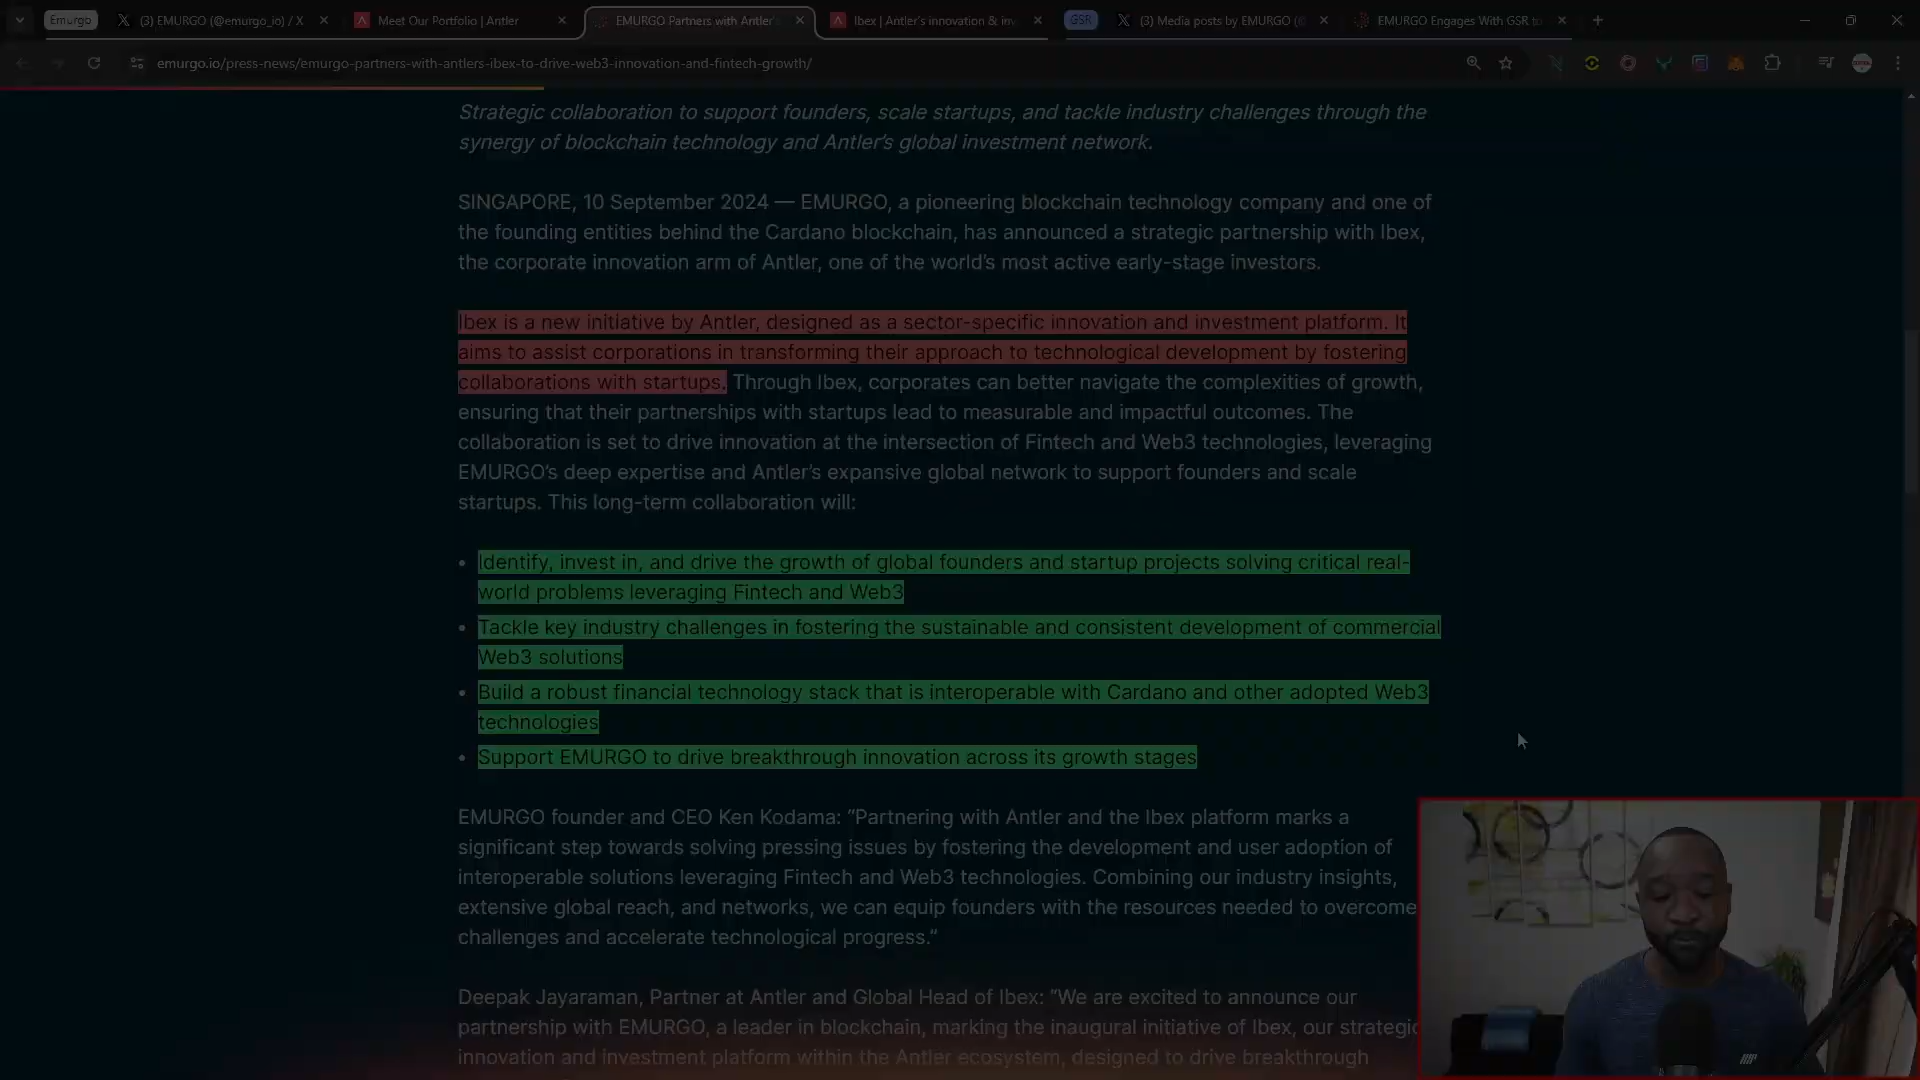 Emurgo
(3) EMURGO (@emurgo_io) / X
Meet Our Portfolio | Antler
EMURGO Partners with Antler's
Ibex | Antler's innovation & inv
GSR
(3) Media posts by EMURGO (@
EMURGO Engages With GSR to
emurgo.io/press-news/emurgo-partners-with-antlers-ibex-to-drive-web3-innovation-and-fintech-growth/
Strategic collaboration to support founders, scale startups, and tackle industry challenges through the
synergy of blockchain technology and Antler's global investment network.
SINGAPORE, 10 September 2024 — EMURGO, a pioneering blockchain technology company and one of
the founding entities behind the Cardano blockchain, has announced a strategic partnership with Ibex,
the corporate innovation arm of Antler, one of the world's most active early-stage investors.
Ibex is a new initiative by Antler, designed as a sector-specific innovation and investment platform. It
aims to assist corporations in transforming their approach to technological development by fostering
collaborations with startups. Through Ibex, corporates can better navigate the complexities of growth,
ensuring that their partnerships with startups lead to measurable and impactful outcomes. The
collaboration is set to drive innovation at the intersection of Fintech and Web3 technologies, leveraging
EMURGO's deep expertise and Antler's expansive global network to support founders and scale
startups. This long-term collaboration will:
• Identify, invest in, and drive the growth of global founders and startup projects solving critical real-
world problems leveraging Fintech and Web3
• Tackle key industry challenges in fostering the sustainable and consistent development of commercial
Web3 solutions
• Build a robust financial technology stack that is interoperable with Cardano and other adopted Web3
technologies
• Support EMURGO to drive breakthrough innovation across its growth stages
EMURGO founder and CEO Ken Kodama: “Partnering with Antler and the Ibex platform marks a
significant step towards solving pressing issues by fostering the development and user adoption of
interoperable solutions leveraging Fintech and Web3 technologies. Combining our industry insights,
extensive global reach, and networks, we can equip founders with the resources needed to overcome
challenges and accelerate technological progress.”
Deepak Jayaraman, Partner at Antler and Global Head of Ibex: “We are excited to announce our
partnership with EMURGO, a leader in blockchain, marking the inaugural initiative of Ibex, our strategic
innovation and investment platform within the Antler ecosystem, designed to drive breakthrough